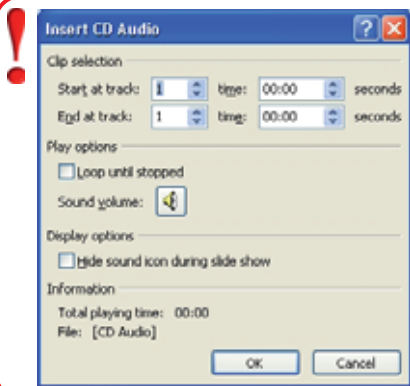 !
Insert CD Audio
Clip selection
Start at track: 1 time: 00:00 seconds
End at track: 1 time: 00:00 seconds
Play options
Loop until stopped
Sound volume:
Display options
Hide sound icon during slide show
Information
Total playing time: 00:00
File: [CD Audio]
OK Cancel